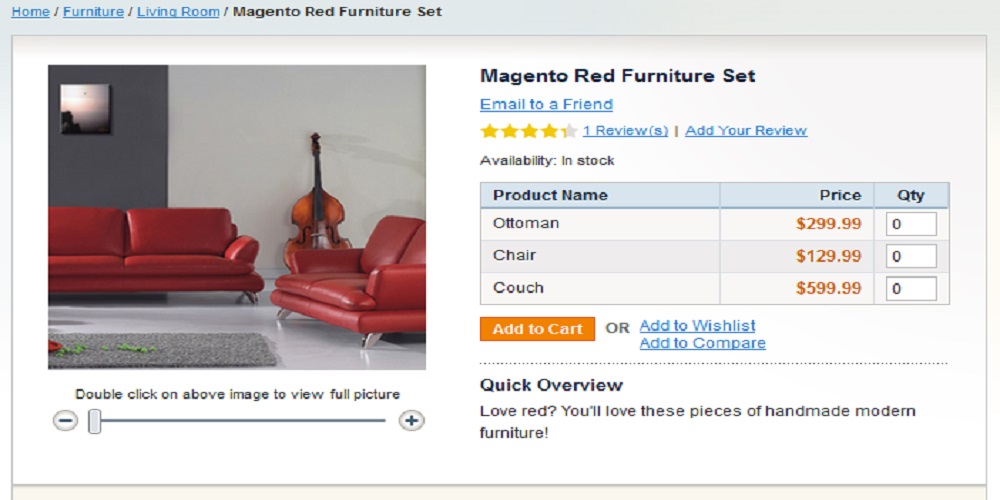 Home / Furniture / Living Room / Magento Red Furniture Set
Magento Red Furniture Set
Email to a Friend
1 Review(s) | Add Your Review
Availability: In stock
Product Name Price Qty
Ottoman $299.99 0
Chair $129.99 0
Couch $599.99 0
Add to Cart OR Add to Wishlist
Add to Compare
Double click on above image to view full picture
Quick Overview
Love red? You'll love these pieces of handmade modern
furniture!